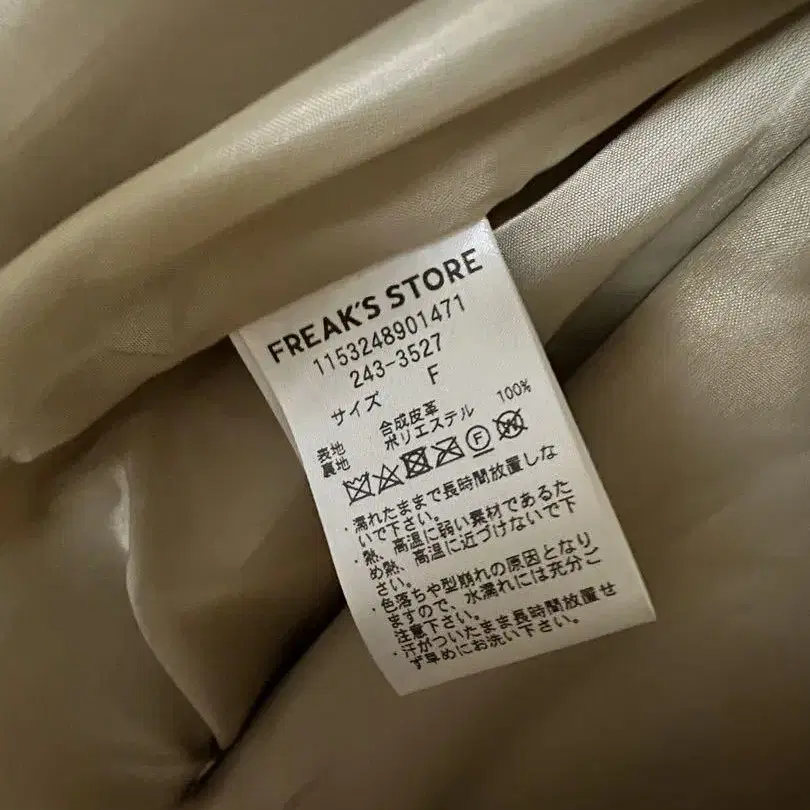 FREAK'S STORE
1153248901471
243-3527
サイズ F
表地 合成皮革
裏地 ポリエステル 100%
・濡れたままで長時間放置しな
いで下さい。
・熱、高温に弱い素材であるた
め熱、高温に近づけないで下
さい。
・色落ちや型崩れの原因となり
ますので、水濡れには充分ご
注意下さい。
・汗がついたまま長時間放置せ
ず早めにお洗い下さい。